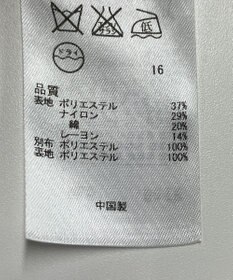 低
ドライ
16
品質
表地 ポリエステル 37%
ナイロン 29%
綿 20%
レーヨン 14%
別布 ポリエステル 100%
裏地 ポリエステル 100%
中国製